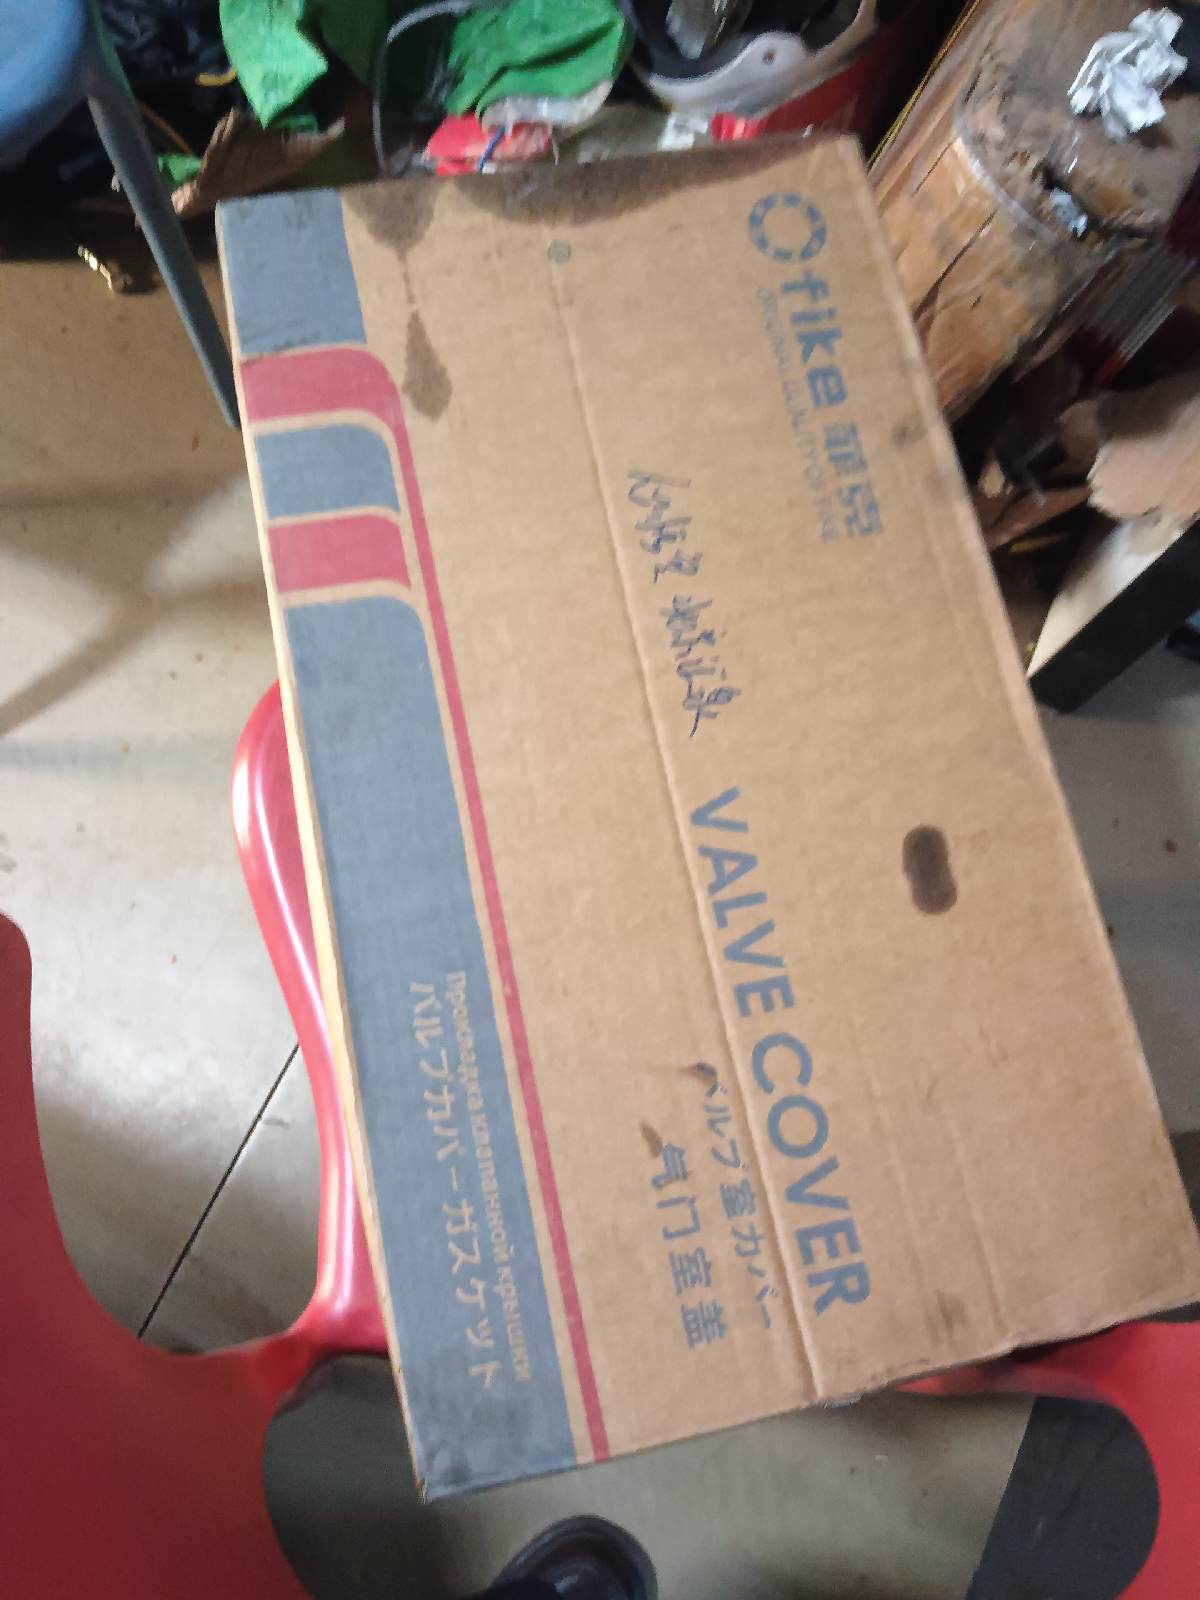 fike 菲克
ORIGINAL QUALITY OF FIKE
VALVE COVER
バルブ室カバー
气门室盖
Прокладка клапанной крышки
バルブカバーガスケット